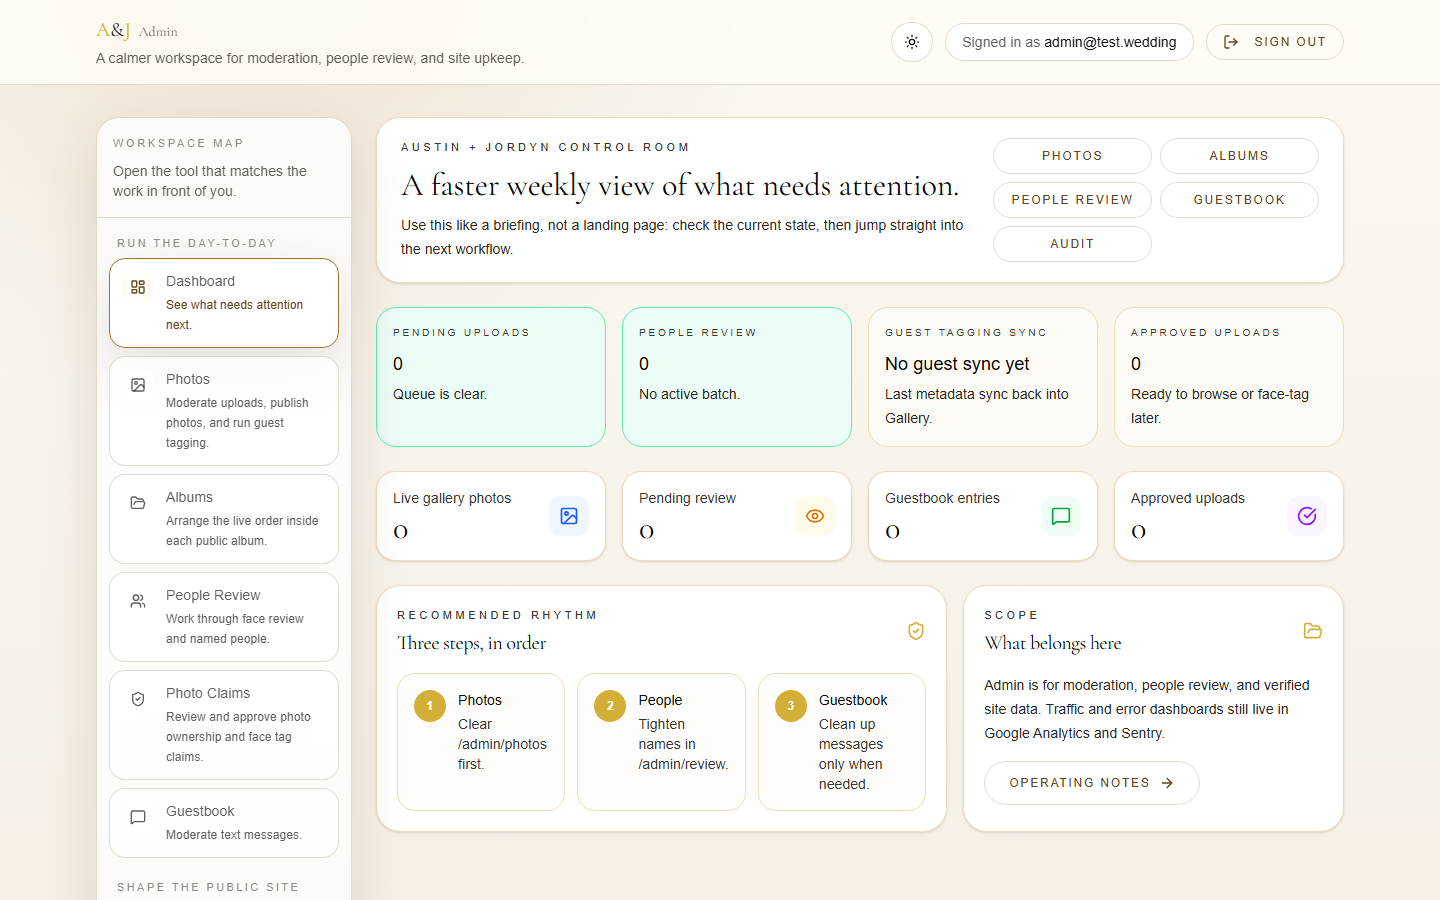 A&J Admin
A calmer workspace for moderation, people review, and site upkeep.
Signed in as admin@test.wedding
SIGN OUT
WORKSPACE MAP
Open the tool that matches the
work in front of you.
RUN THE DAY-TO-DAY
Dashboard
See what needs attention
next.
Photos
Moderate uploads, publish
photos, and run guest
tagging.
Albums
Arrange the live order inside
each public album.
People Review
Work through face review
and named people.
Photo Claims
Review and approve photo
ownership and face tag
claims.
Guestbook
Moderate text messages.
SHAPE THE PUBLIC SITE
AUSTIN + JORDYN CONTROL ROOM
A faster weekly view of what needs attention.
Use this like a briefing, not a landing page: check the current state, then jump straight into
the next workflow.
PHOTOS
ALBUMS
PEOPLE REVIEW
GUESTBOOK
AUDIT
PENDING UPLOADS
0
Queue is clear.
PEOPLE REVIEW
0
No active batch.
GUEST TAGGING SYNC
No guest sync yet
Last metadata sync back into
Gallery.
APPROVED UPLOADS
0
Ready to browse or face-tag
later.
Live gallery photos
0
Pending review
0
Guestbook entries
0
Approved uploads
0
RECOMMENDED RHYTHM
Three steps, in order
1
Photos
Clear
/admin/photos
first.
2
People
Tighten
names in
/admin/review.
3
Guestbook
Clean up
messages
only when
needed.
SCOPE
What belongs here
Admin is for moderation, people review, and verified
site data. Traffic and error dashboards still live in
Google Analytics and Sentry.
OPERATING NOTES